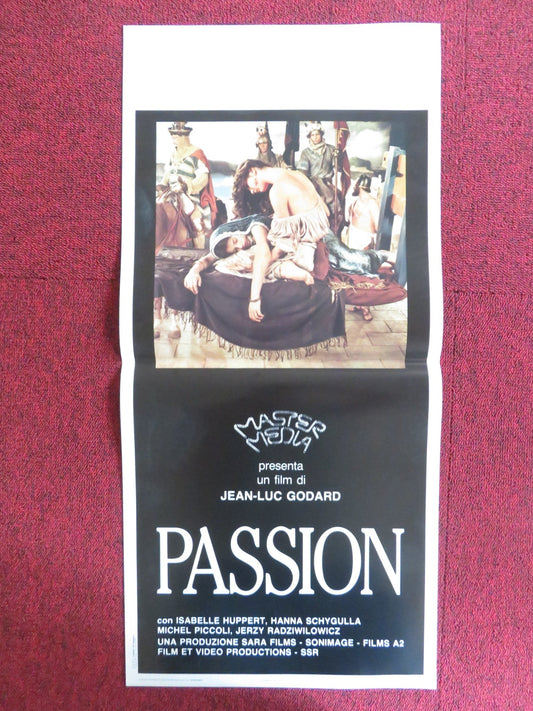 MASTER
MEDIA
presenta
un film di
JEAN-LUC GODARD
PASSION
con ISABELLE HUPPERT, HANNA SCHYGULLA
MICHEL PICCOLI, JERZY RADZIWILOWICZ
UNA PRODUZIONE SARA FILMS - SONIMAGE - FILMS A2
FILM ET VIDEO PRODUCTIONS - SSR